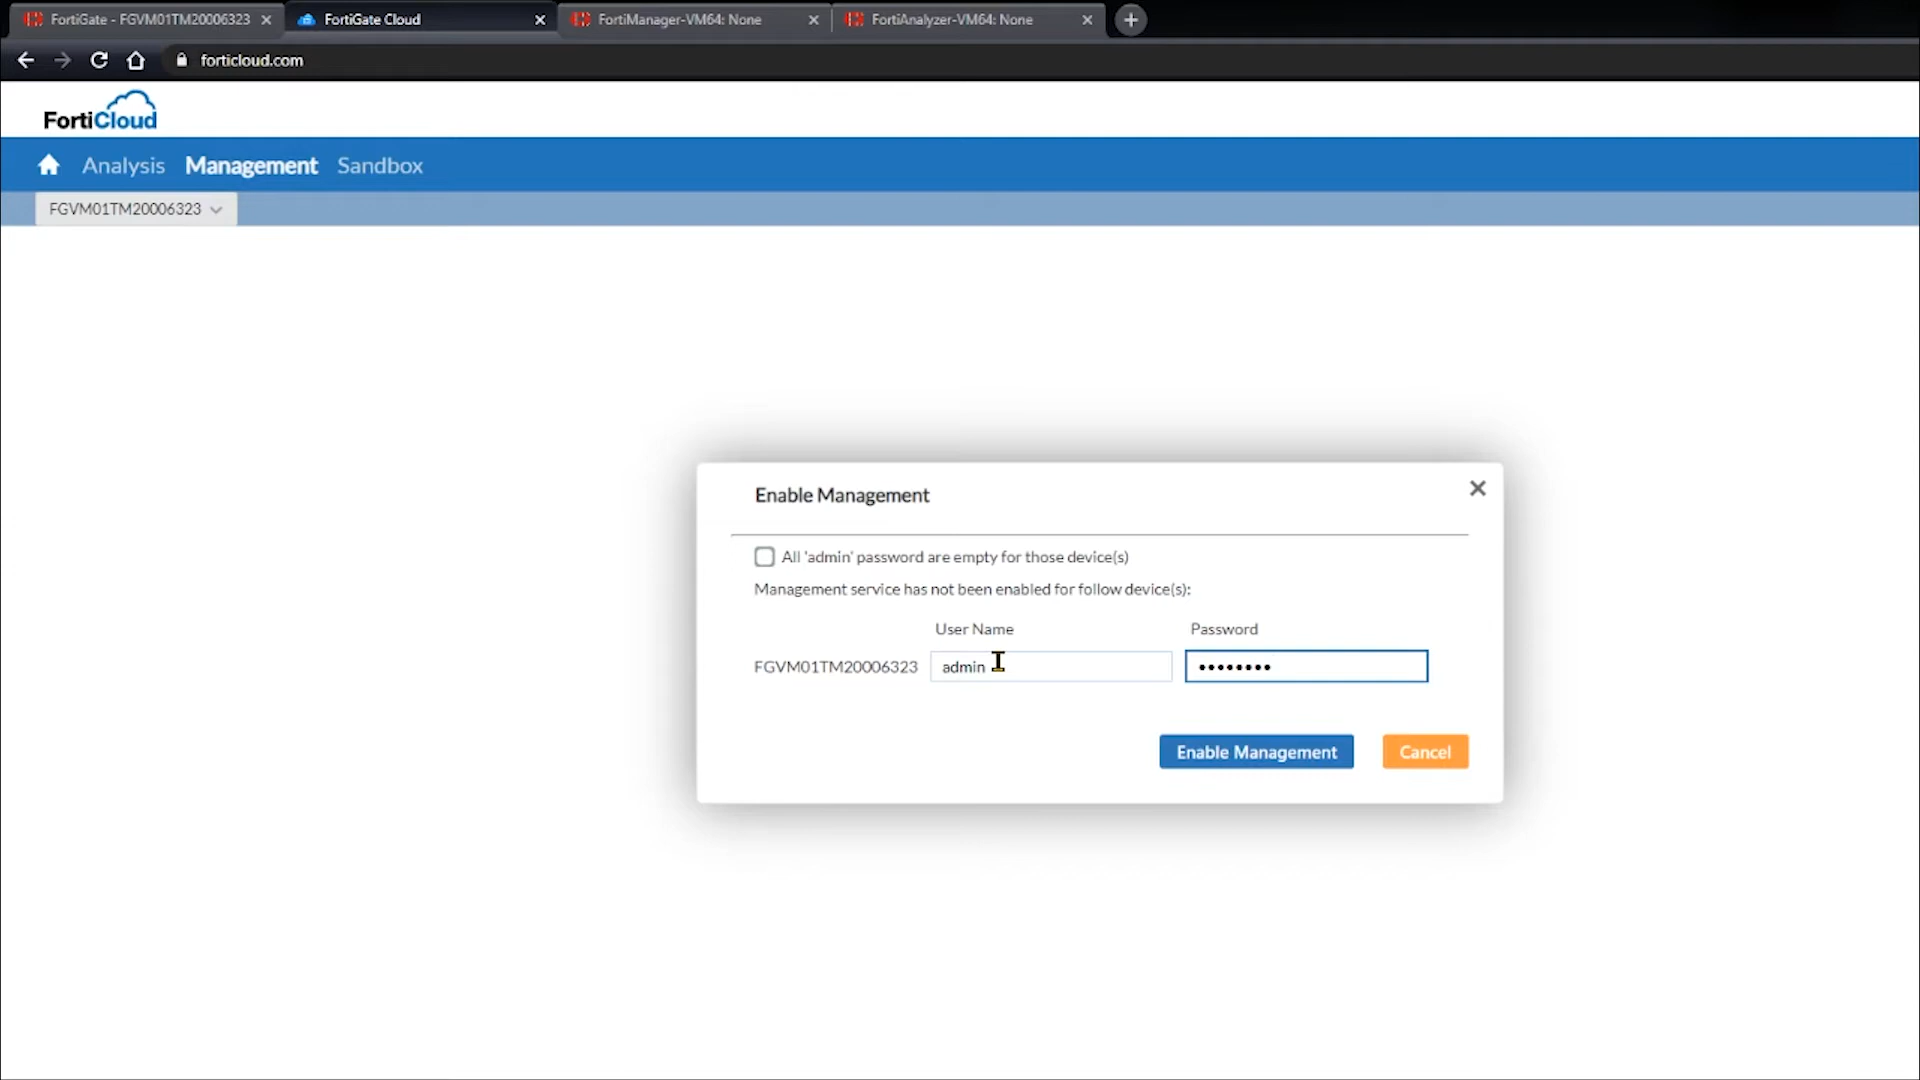 FortiGate - FGVM01TM20006323
FortiGate Cloud
FortiManager-VM64: None
FortiAnalyzer-VM64: None
forticloud.com
FortiCloud
Analysis Management Sandbox
FGVM01TM20006323
Enable Management
All 'admin' password are empty for those device(s)
Management service has not been enabled for follow device(s):
User Name Password
FGVM01TM20006323 admin ••••••••
Enable Management Cancel